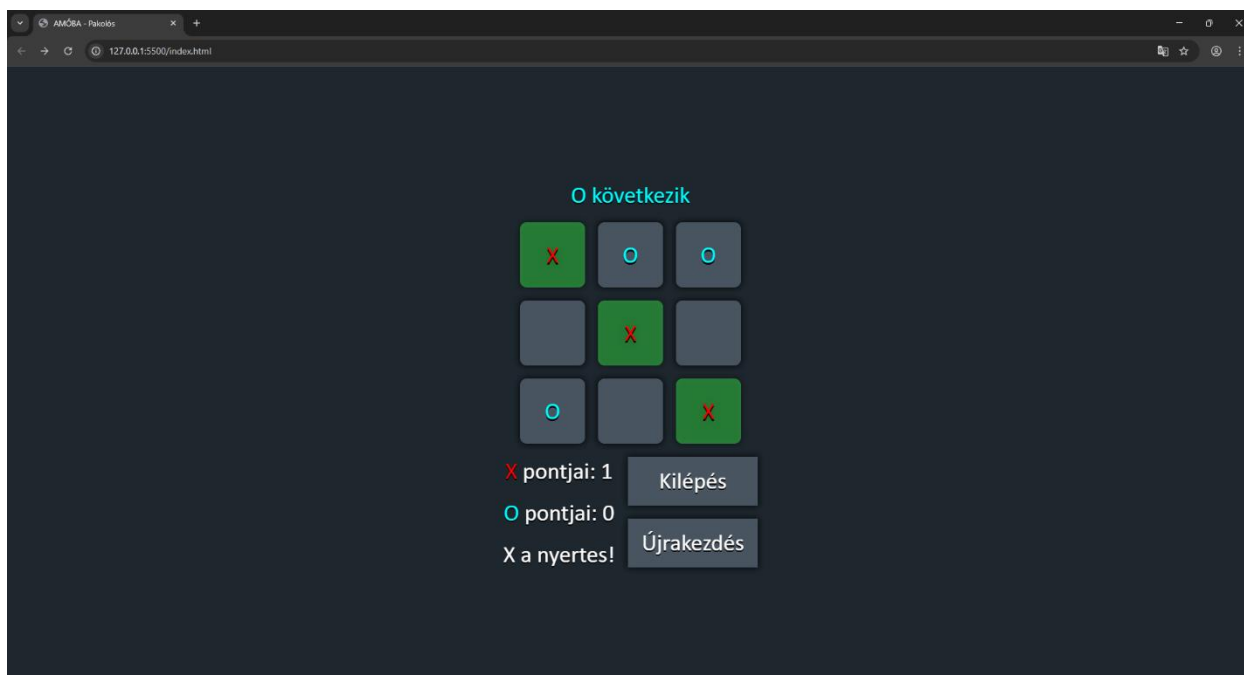 AMŐBA - Pakolós
127.0.0.1:5500/index.html
O következik
X O O
X
O X
X pontjai: 1
Kilépés
O pontjai: 0
Újrakezdés
X a nyertes!